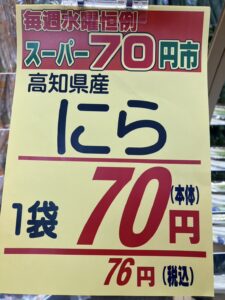 毎週水曜恒例
スーパー70円市
高知県産
にら
1袋70円(本体)
76円(税込)